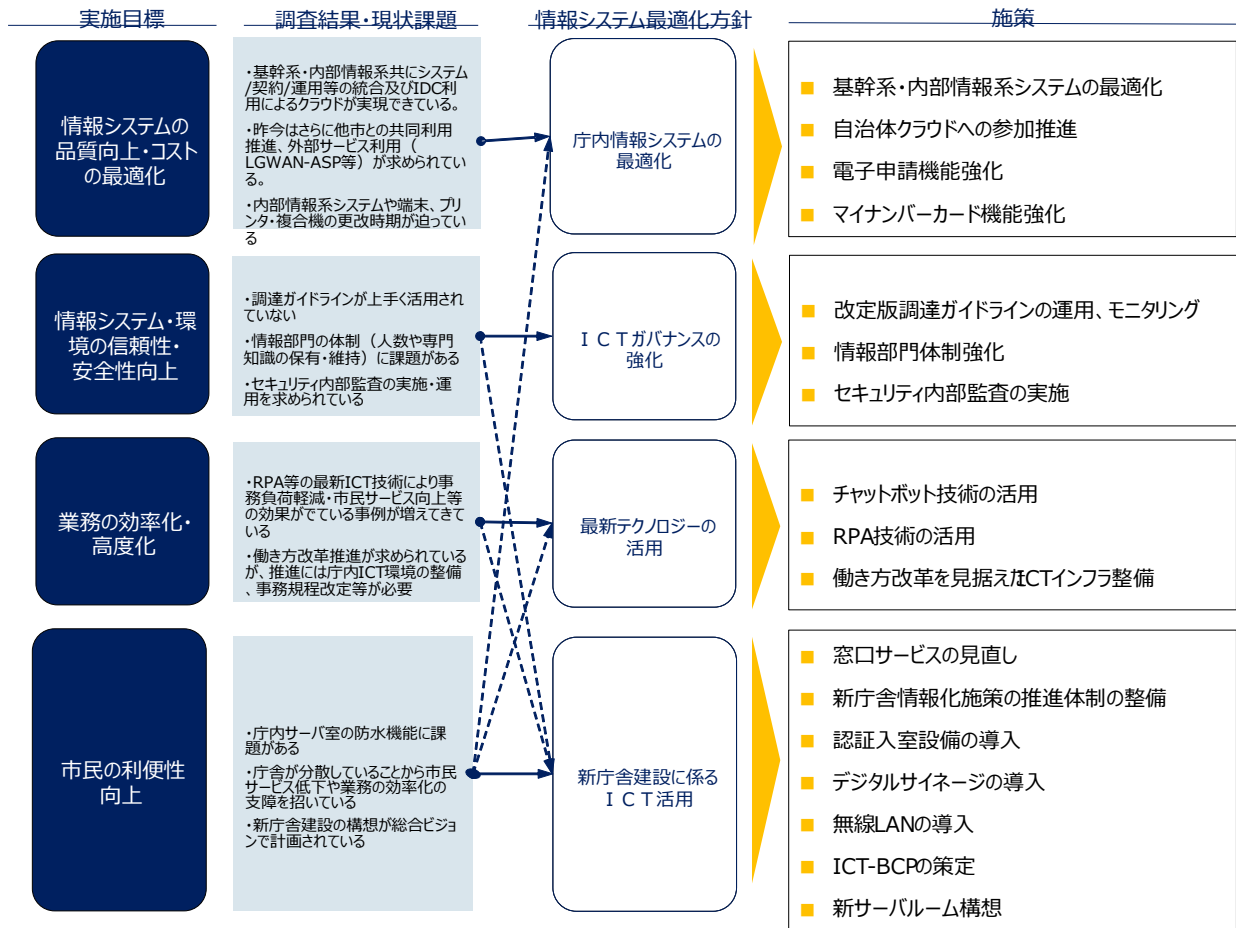 実施目標
調査結果・現状課題
情報システム最適化方針
施策
情報システムの
品質向上・コスト
の最適化
・基幹系・内部情報系共にシステム
/契約/運用等の統合及びIDC利
用によるクラウドが実現できている。
・昨今はさらに他市との共同利用
推進、外部サービス利用（
LGWAN-ASP等）が求められてい
る。
・内部情報系システムや端末、プリ
ンタ・複合機の更改時期が迫ってい
る
庁内情報システムの
最適化
■ 基幹系・内部情報系システムの最適化
■ 自治体クラウドへの参加推進
■ 電子申請機能強化
■ マイナンバーカード機能強化
情報システム・環
境の信頼性・
安全性向上
・調達ガイドラインが上手く活用され
ていない
・情報部門の体制（人数や専門
知識の保有・維持）に課題がある
・セキュリティ内部監査の実施・運
用を求められている
ＩＣＴガバナンスの
強化
■ 改定版調達ガイドラインの運用、モニタリング
■ 情報部門体制強化
■ セキュリティ内部監査の実施
業務の効率化・
高度化
・RPA等の最新ICT技術により事
務負荷軽減・市民サービス向上等
の効果がでている事例が増えてき
ている
・働き方改革推進が求められている
が、推進には庁内ICT環境の整備
、事務規程改定等が必要
最新テクノロジーの
活用
■ チャットボット技術の活用
■ RPA技術の活用
■ 働き方改革を見据えたICTインフラ整備
市民の利便性
向上
・庁内サーバ室の防水機能に課
題がある
・庁舎が分散していることから市民
サービス低下や業務の効率化の
支障を招いている
・新庁舎建設の構想が総合ビジョ
ンで計画されている
新庁舎建設に係る
ＩＣＴ活用
■ 窓口サービスの見直し
■ 新庁舎情報化施策の推進体制の整備
■ 認証入室設備の導入
■ デジタルサイネージの導入
■ 無線LANの導入
■ ICT-BCPの策定
■ 新サーバルーム構想